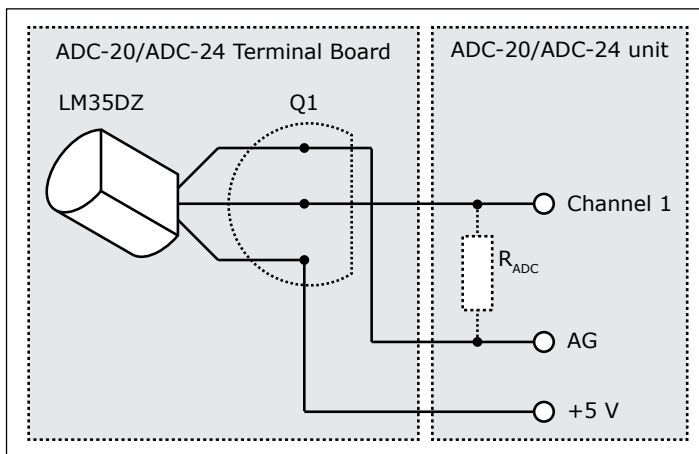 ADC-20/ADC-24 Terminal Board
ADC-20/ADC-24 unit
LM35DZ
Q1
Channel 1
RADC
AG
+5 V